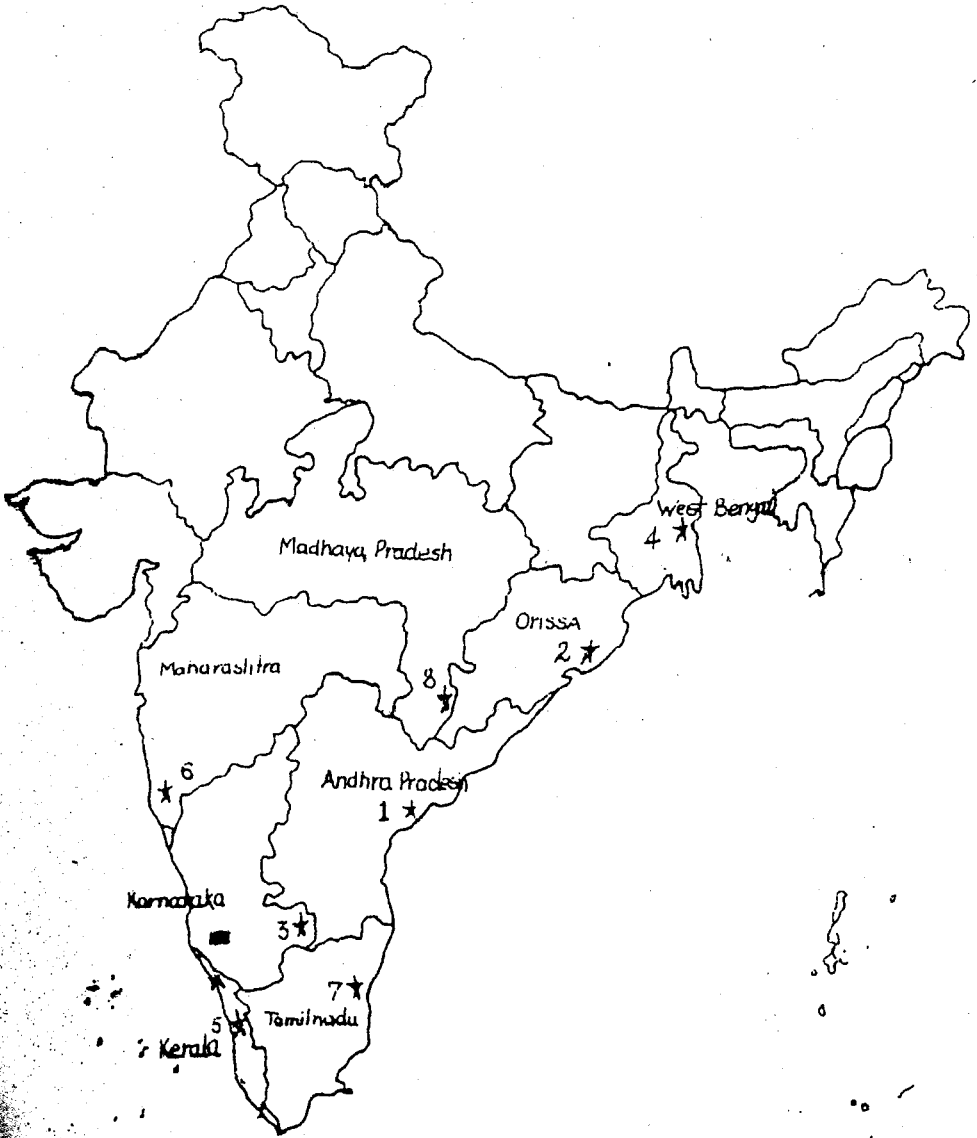 West Bengal
4
Madhaya Pradesh
Orissa
2
Maharashtra
8
6
Andhra Pradesh
1
Karnataka
3
7
Tamilnadu
5
Kerala